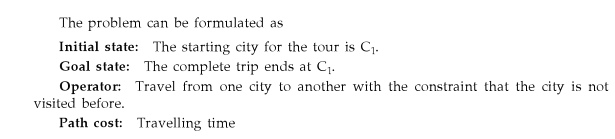 The problem can be formulated as
Initial state: The starting city for the tour is C₁.
Goal state: The complete trip ends at C₁.
Operator: Travel from one city to another with the constraint that the city is not
visited before.
Path cost: Travelling time